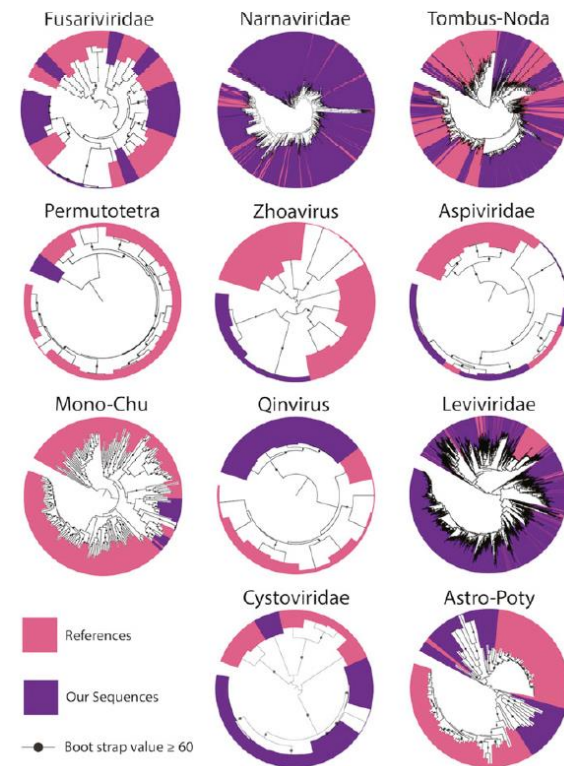 Fusariviridae
Narnaviridae
Tombus-Noda
Permutotetra
Zhoavirus
Aspiviridae
Mono-Chu
Qinvirus
Leviviridae
Cystoviridae
Astro-Poty
References
Our Sequences
Boot strap value ≥ 60